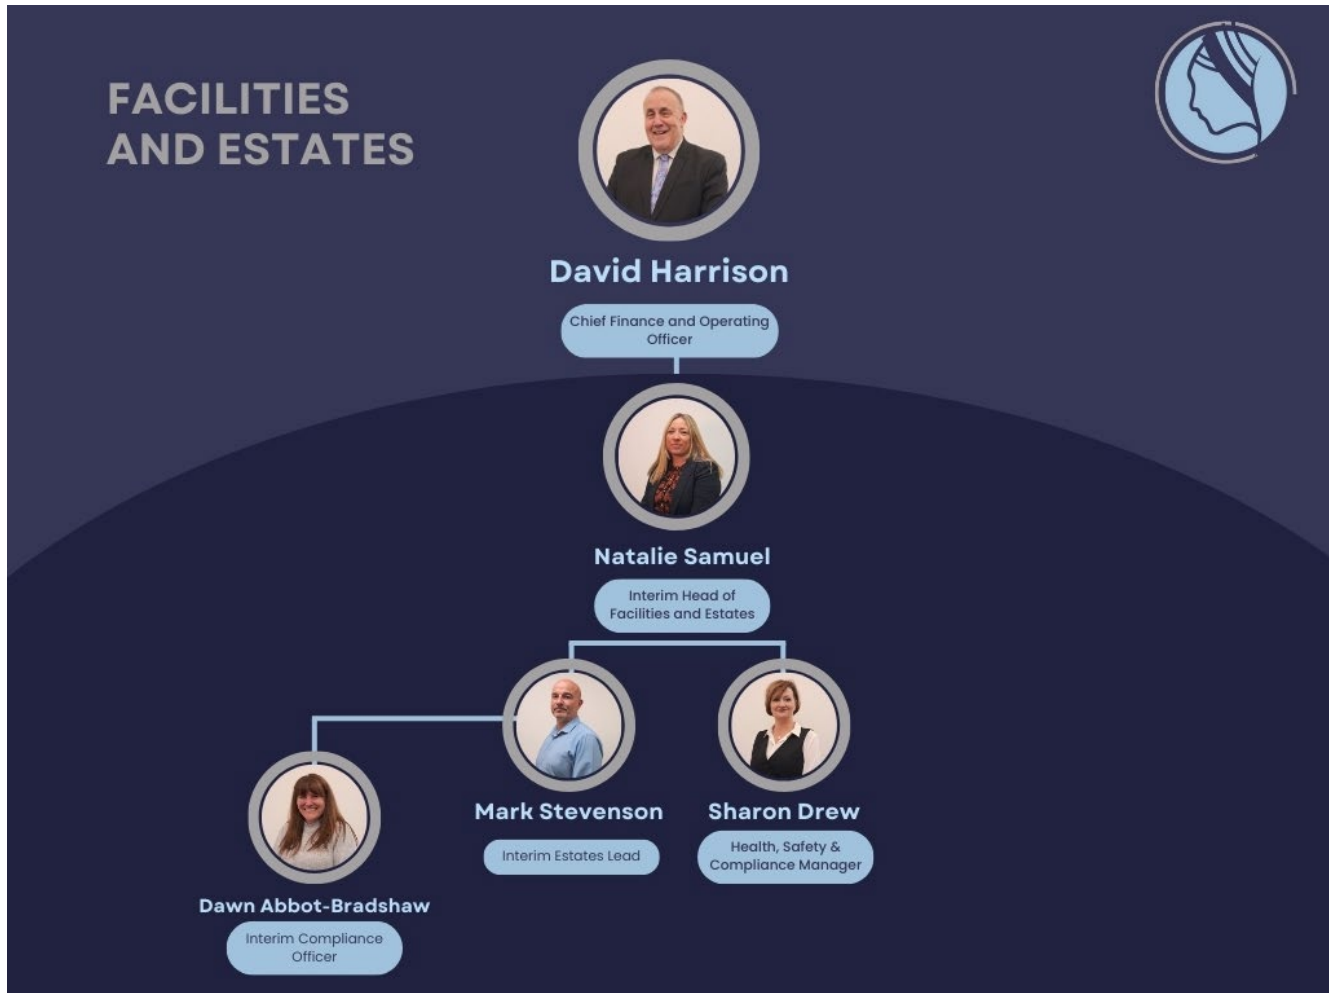 FACILITIES
AND ESTATES
David Harrison
Chief Finance and Operating
Officer
Natalie Samuel
Interim Head of
Facilities and Estates
Mark Stevenson
Interim Estates Lead
Sharon Drew
Health, Safety &
Compliance Manager
Dawn Abbot-Bradshaw
Interim Compliance
Officer